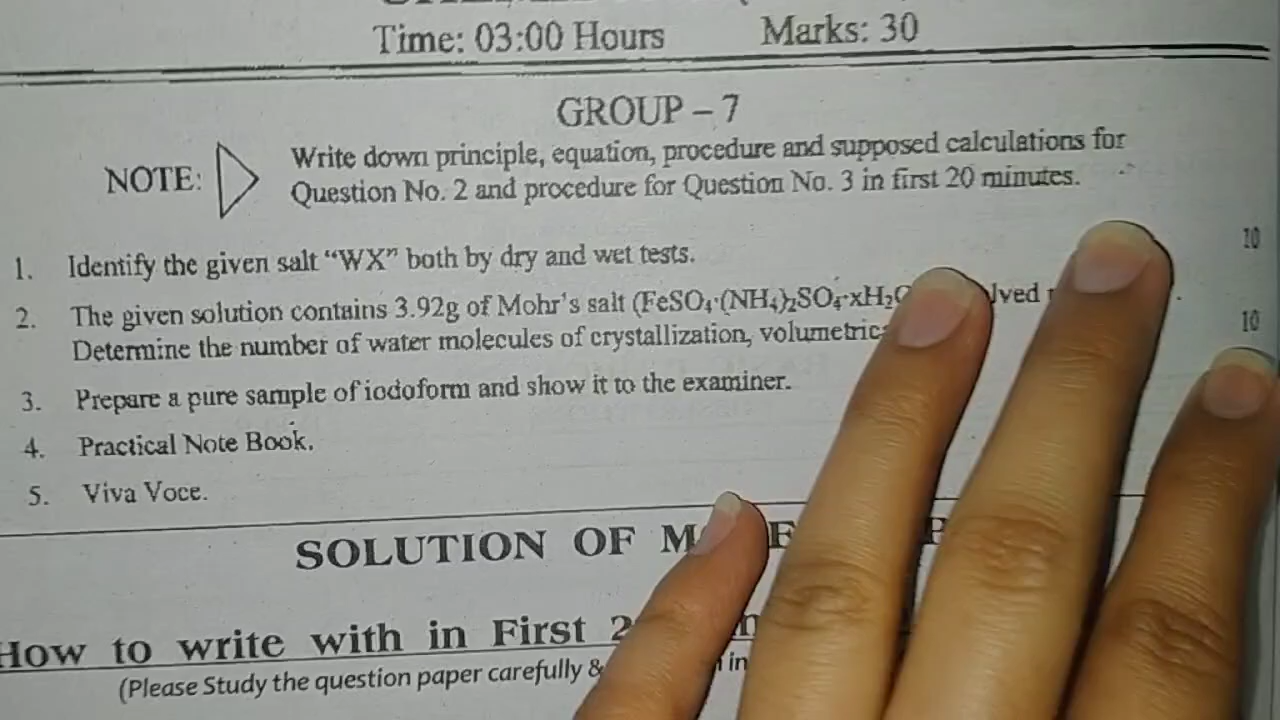 Time: 03:00 Hours Marks: 30
GROUP – 7
NOTE: Write down principle, equation, procedure and supposed calculations for
Question No. 2 and procedure for Question No. 3 in first 20 minutes.
1. Identify the given salt “WX” both by dry and wet tests. 10
2. The given solution contains 3.92g of Mohr's salt (FeSO₄·(NH₄)₂SO₄·xH₂O
Determine the number of water molecules of crystallization, 10
3. Prepare a pure sample of iodoform and show it to the examiner.
4. Practical Note Book.
5. Viva Voce.
SOLUTION OF
How to write with in First
(Please Study the question paper carefully & in